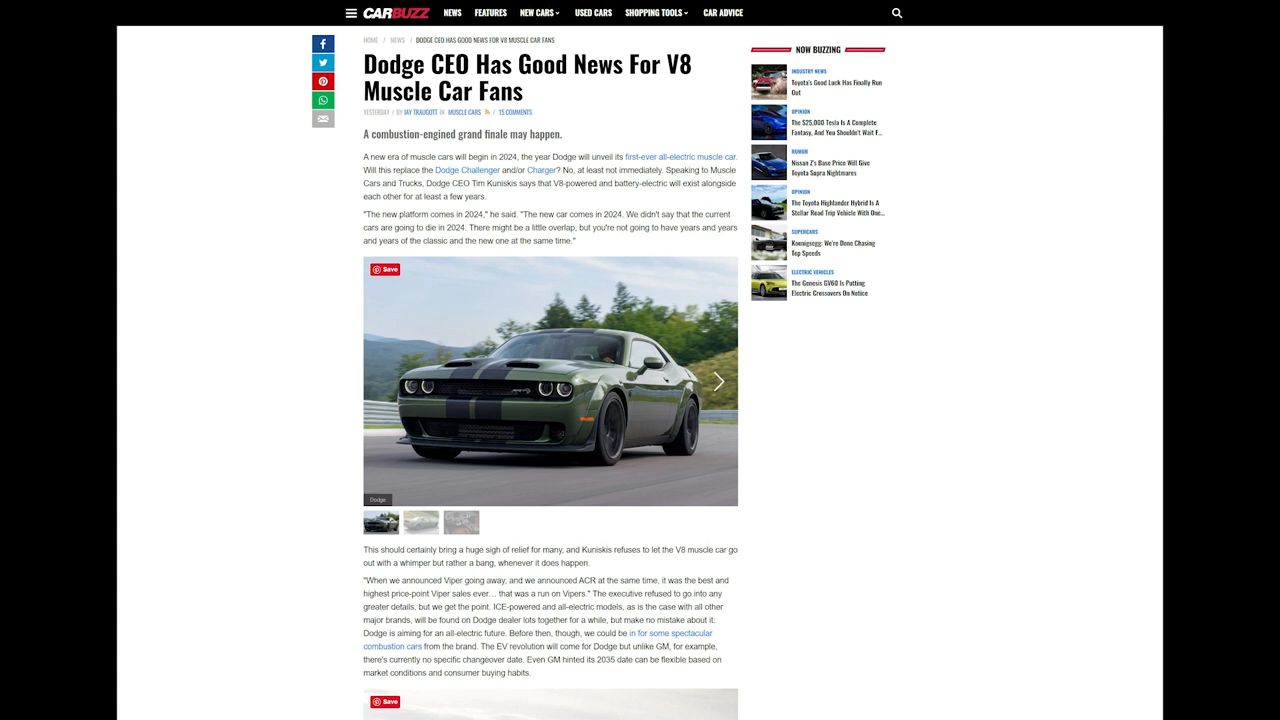 CARBUZZ NEWS FEATURES NEW CARS USED CARS SHOPPING TOOLS CAR ADVICE
HOME / NEWS / DODGE CEO HAS GOOD NEWS FOR V8 MUSCLE CAR FANS
Dodge CEO Has Good News For V8
Muscle Car Fans
YESTERDAY / BY JAY TRAUGOTT IN MUSCLE CARS / 15 COMMENTS
A combustion-engined grand finale may happen.
A new era of muscle cars will begin in 2024, the year Dodge will unveil its first-ever all-electric muscle car.
Will this replace the Dodge Challenger and/or Charger? No, at least not immediately. Speaking to Muscle
Cars and Trucks, Dodge CEO Tim Kuniskis says that V8-powered and battery-electric will exist alongside
each other for at least a few years.
"The new platform comes in 2024," he said. "The new car comes in 2024. We didn't say that the current
cars are going to die in 2024. There might be a little overlap, but you're not going to have years and years
and years of the classic and the new one at the same time."
Save
Dodge
This should certainly bring a huge sigh of relief for many, and Kuniskis refuses to let the V8 muscle car go
out with a whimper but rather a bang, whenever it does happen.
"When we announced Viper going away, and we announced ACR at the same time, it was the best and
highest price-point Viper sales ever… that was a run on Vipers." The executive refused to go into any
greater details, but we get the point. ICE-powered and all-electric models, as is the case with all other
major brands, will be found on Dodge dealer lots together for a while, but make no mistake about it:
Dodge is aiming for an all-electric future. Before then, though, we could be in for some spectacular
combustion cars from the brand. The EV revolution will come for Dodge but unlike GM, for example,
there's currently no specific changeover date. Even GM hinted its 2035 date can be flexible based on
market conditions and consumer buying habits.
Save
NOW BUZZING
INDUSTRY NEWS
Toyota's Good Luck Has Finally Run
Out
OPINION
The $25,000 Tesla Is A Complete
Fantasy, And You Shouldn't Wait F...
RUMOR
Nissan Z's Base Price Will Give
Toyota Supra Nightmares
OPINION
The Toyota Highlander Hybrid Is A
Stellar Road Trip Vehicle With One...
SUPERCARS
Koenigsegg: We're Done Chasing
Top Speeds
ELECTRIC VEHICLES
The Genesis GV60 Is Putting
Electric Crossovers On Notice